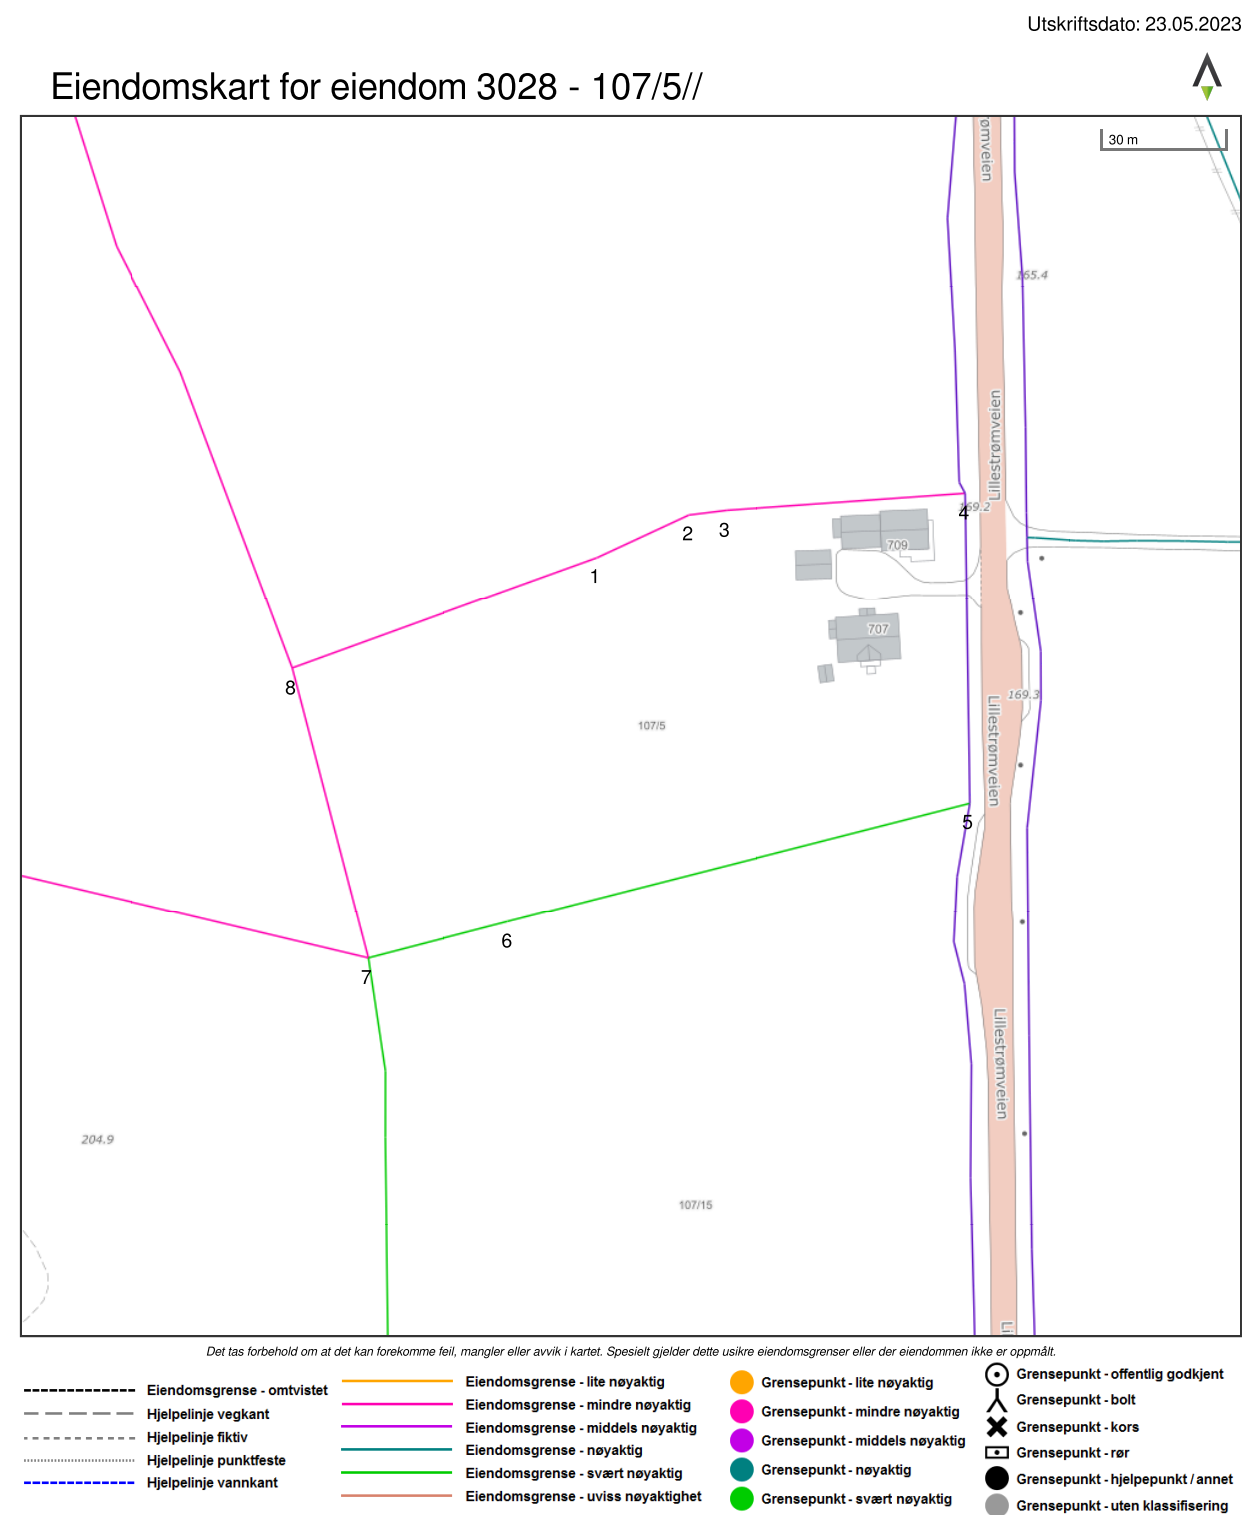 Utskriftsdato: 23.05.2023
Eiendomskart for eiendom 3028 - 107/5//
30 m
Lillestrømveien
165.4
Lillestrømveien
169.2
4
2
3
709
1
707
8
169.3
Lillestrømveien
107/5
5
6
7
Lillestrømveien
204.9
107/15
Li
Det tas forbehold om at det kan forekomme feil, mangler eller avvik i kartet. Spesielt gjelder dette usikre eiendomsgrenser eller der eiendommen ikke er oppmålt.
Eiendomsgrense - omtvistet
Hjelpelinje vegkant
Hjelpelinje fiktiv
Hjelpelinje punktfeste
Hjelpelinje vannkant
Eiendomsgrense - lite nøyaktig
Eiendomsgrense - mindre nøyaktig
Eiendomsgrense - middels nøyaktig
Eiendomsgrense - nøyaktig
Eiendomsgrense - svært nøyaktig
Eiendomsgrense - uviss nøyaktighet
Grensepunkt - lite nøyaktig
Grensepunkt - mindre nøyaktig
Grensepunkt - middels nøyaktig
Grensepunkt - nøyaktig
Grensepunkt - svært nøyaktig
Grensepunkt - offentlig godkjent
Grensepunkt - bolt
Grensepunkt - kors
Grensepunkt - rør
Grensepunkt - hjelpepunkt / annet
Grensepunkt - uten klassifisering